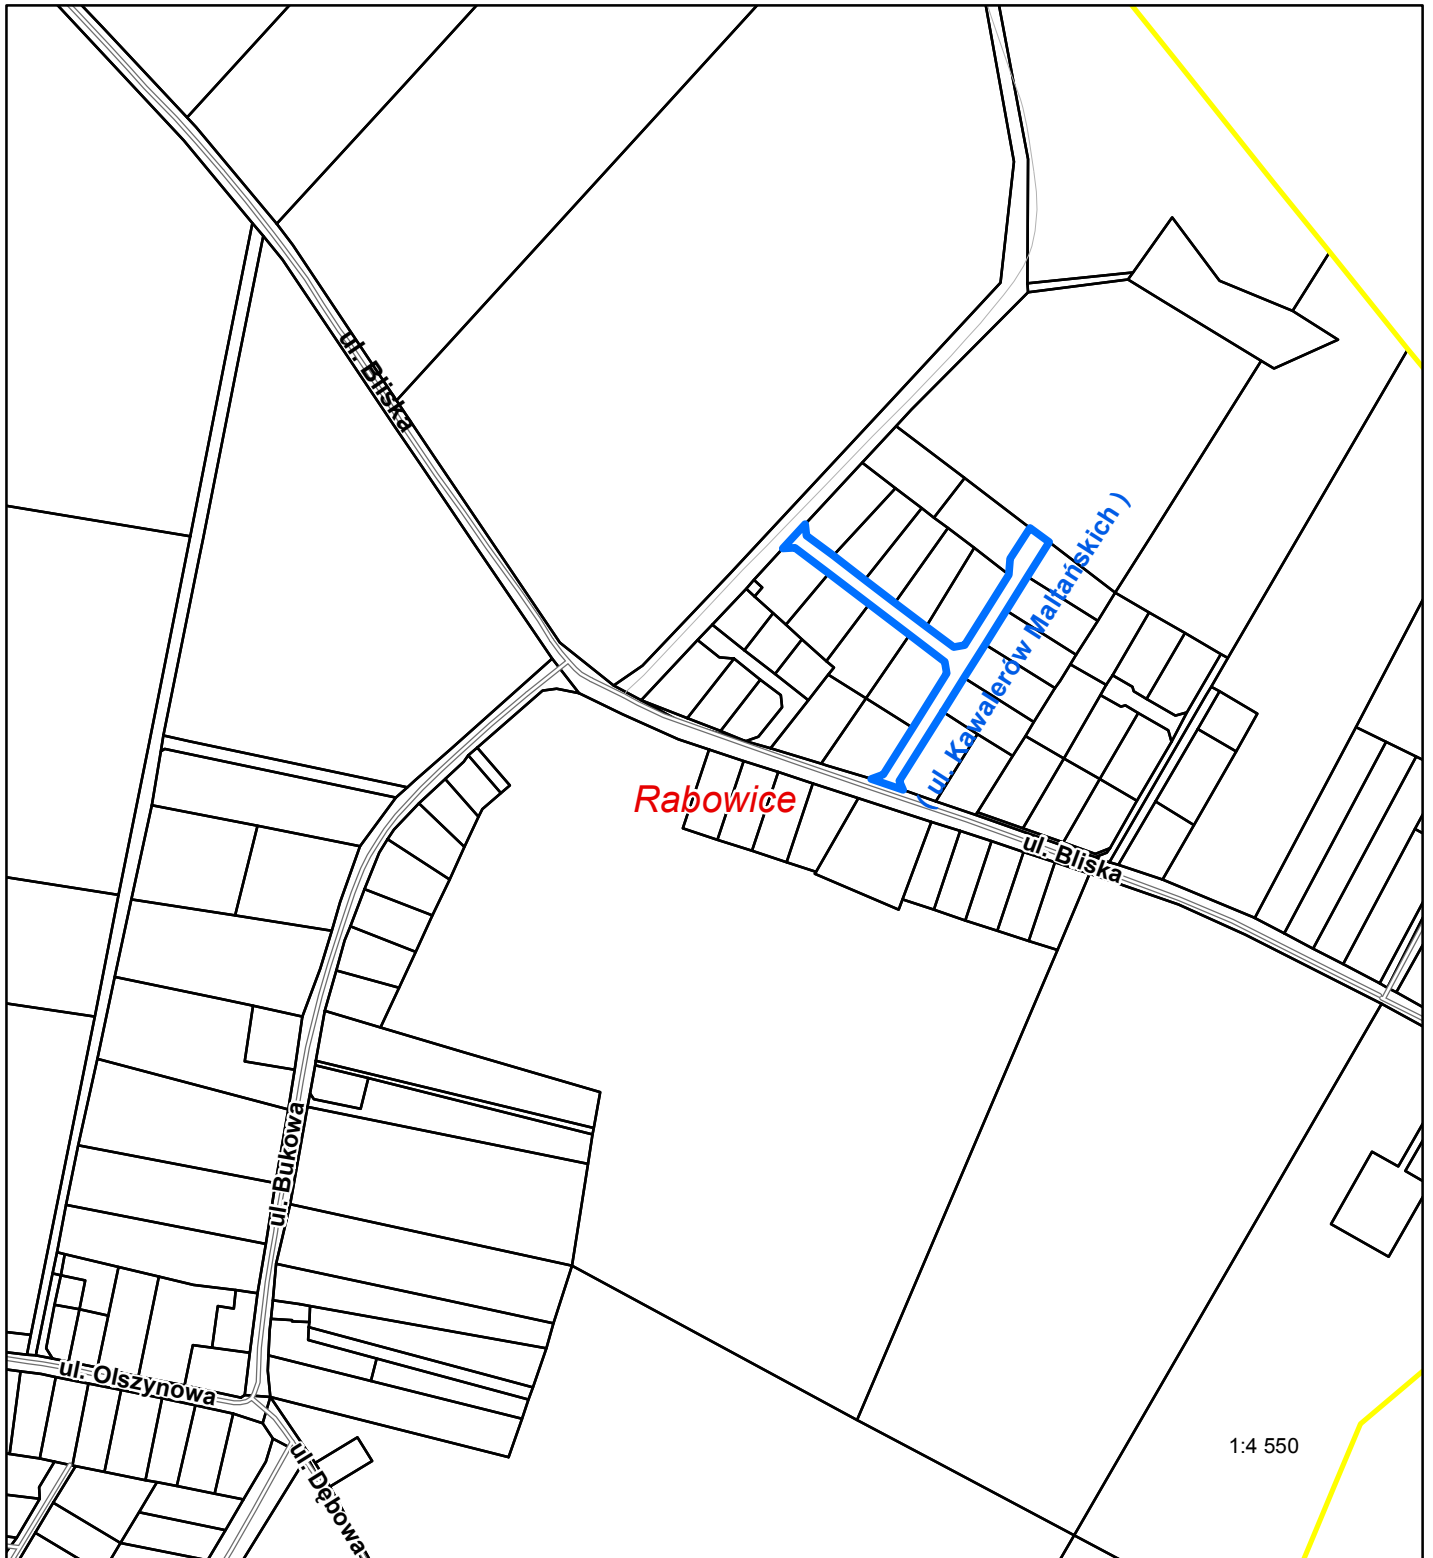 ul. Bliska
( ul. Kawalerów Maltańskich )
Rabowice
ul. Bliska
ul. Bukowa
ul. Olszynowa
1:4 550
ul. Dębowa